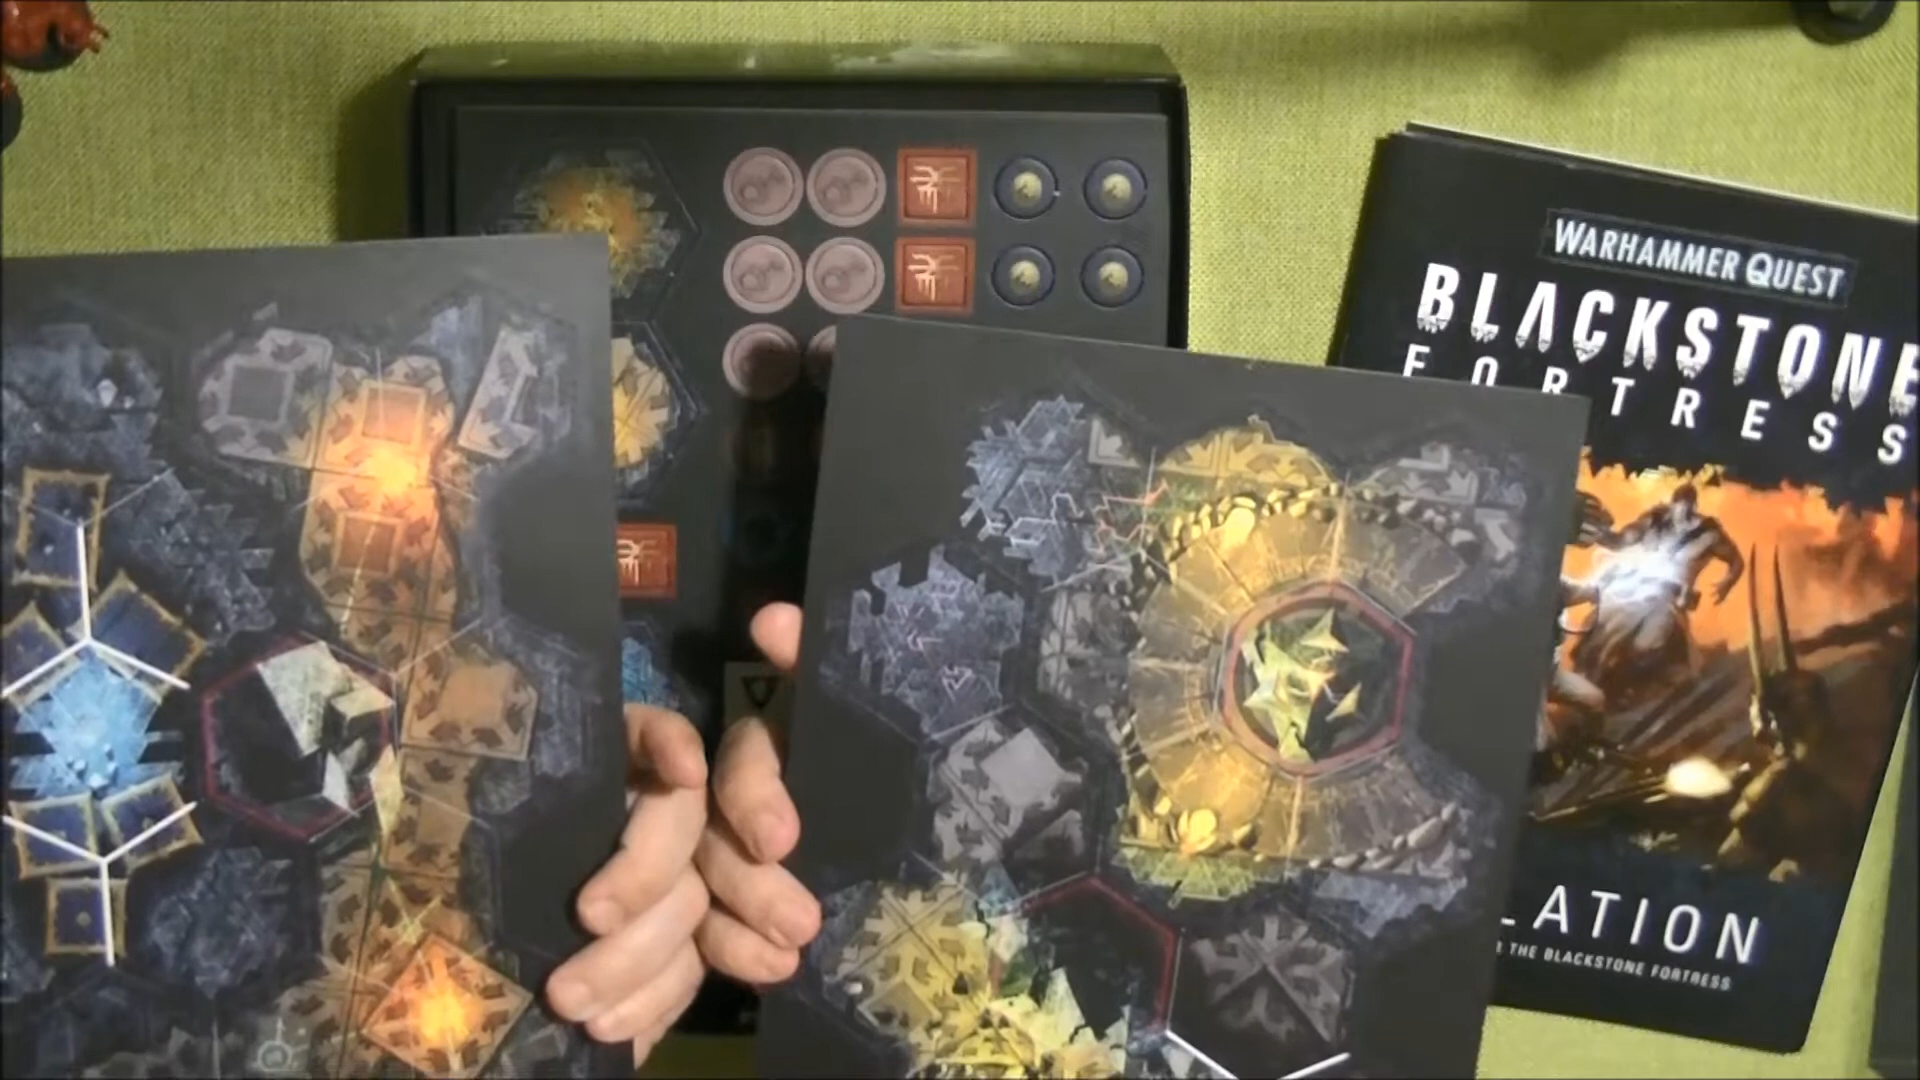 WARHAMMER QUEST
BLACKSTONE
FORTRESS
LATION
THE BLACKSTONE FORTRESS